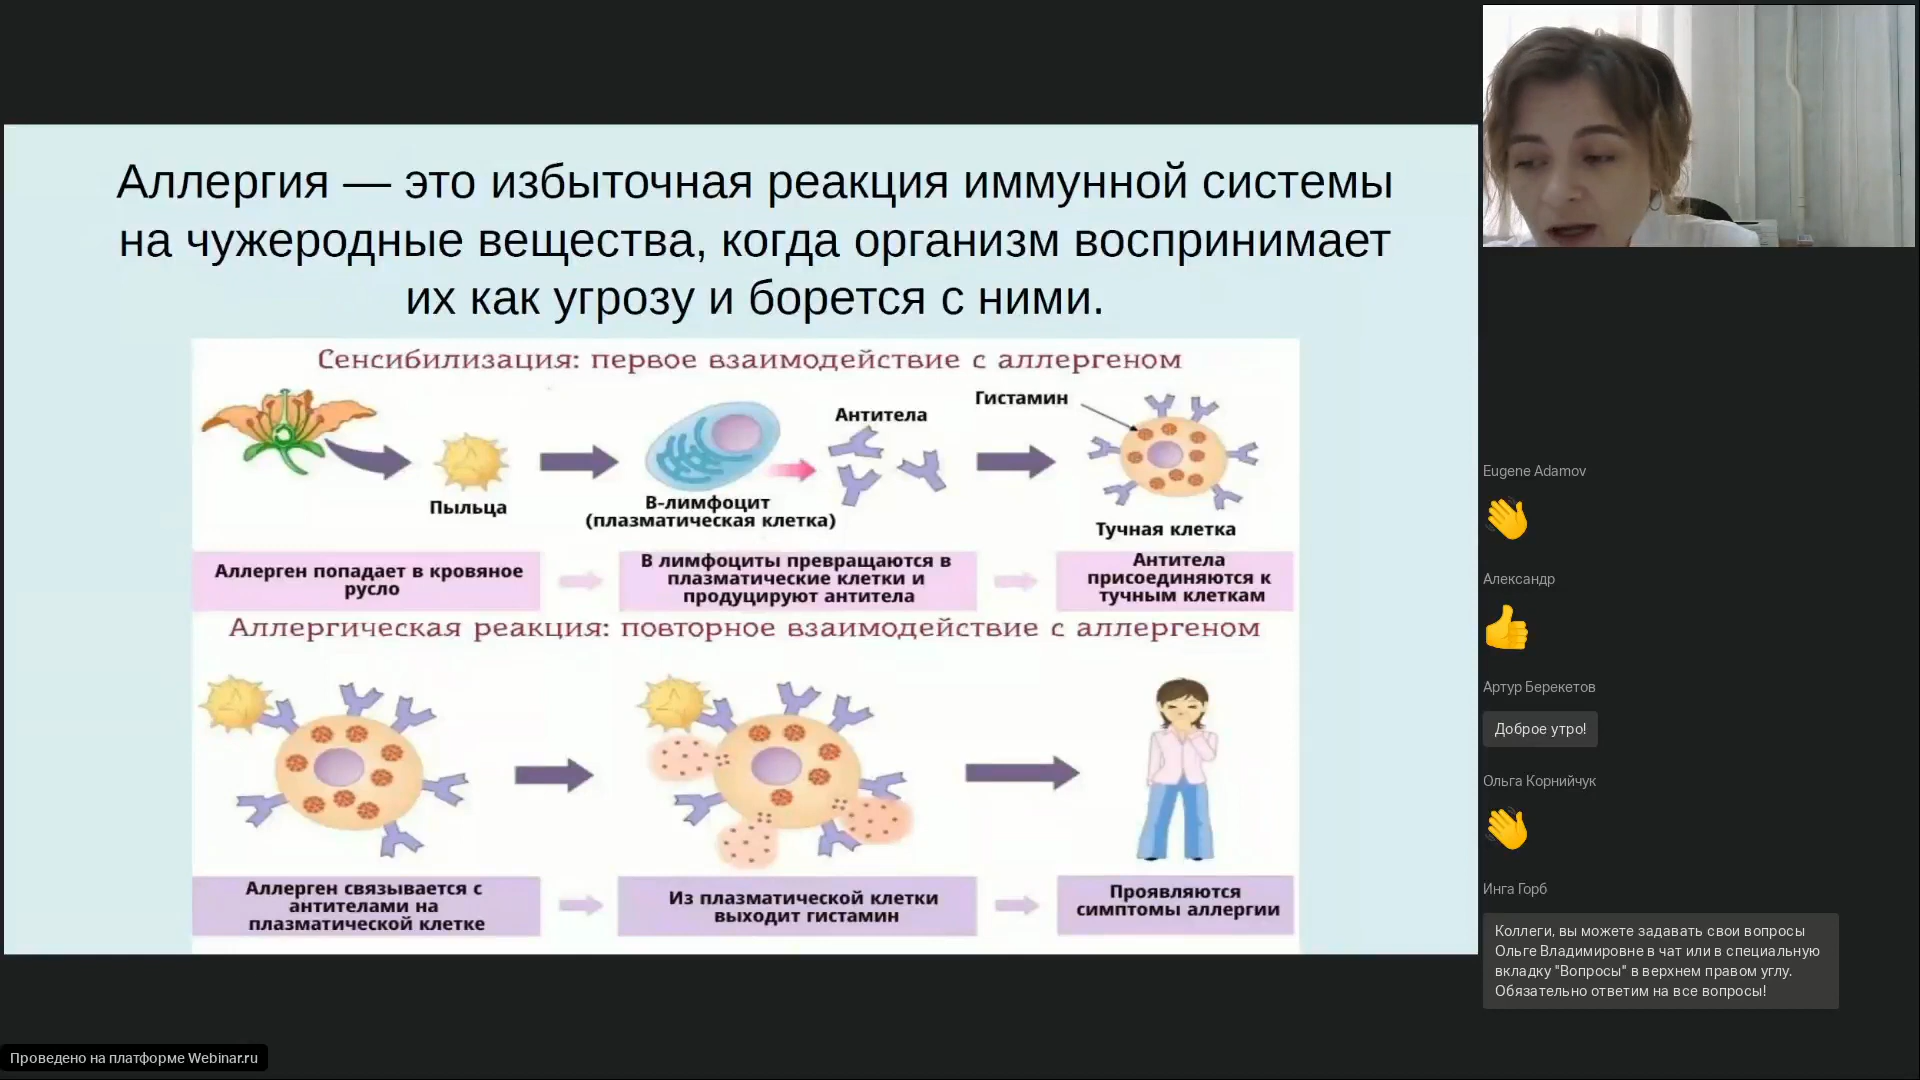 Аллергия — это избыточная реакция иммунной системы
на чужеродные вещества, когда организм воспринимает
их как угрозу и борется с ними.
Сенсибилизация: первое взаимодействие с аллергеном
Пыльца
В-лимфоцит
(плазматическая клетка)
Антитела
Гистамин
Тучная клетка
Аллерген попадает в кровяное
русло
В лимфоциты превращаются в
плазматические клетки и
продуцируют антитела
Антитела
присоединяются к
тучным клеткам
Аллергическая реакция: повторное взаимодействие с аллергеном
Аллерген связывается с
антителами на
плазматической клетке
Из плазматической клетки
выходит гистамин
Проявляются
симптомы аллергии
Eugene Adamov
Александр
Артур Берекетов
Доброе утро!
Ольга Корнийчук
Инга Горб
Коллеги, вы можете задавать свои вопросы
Ольге Владимировне в чат или в специальную
вкладку "Вопросы" в верхнем правом углу.
Обязательно ответим на все вопросы!
Проведено на платформе Webinar.ru